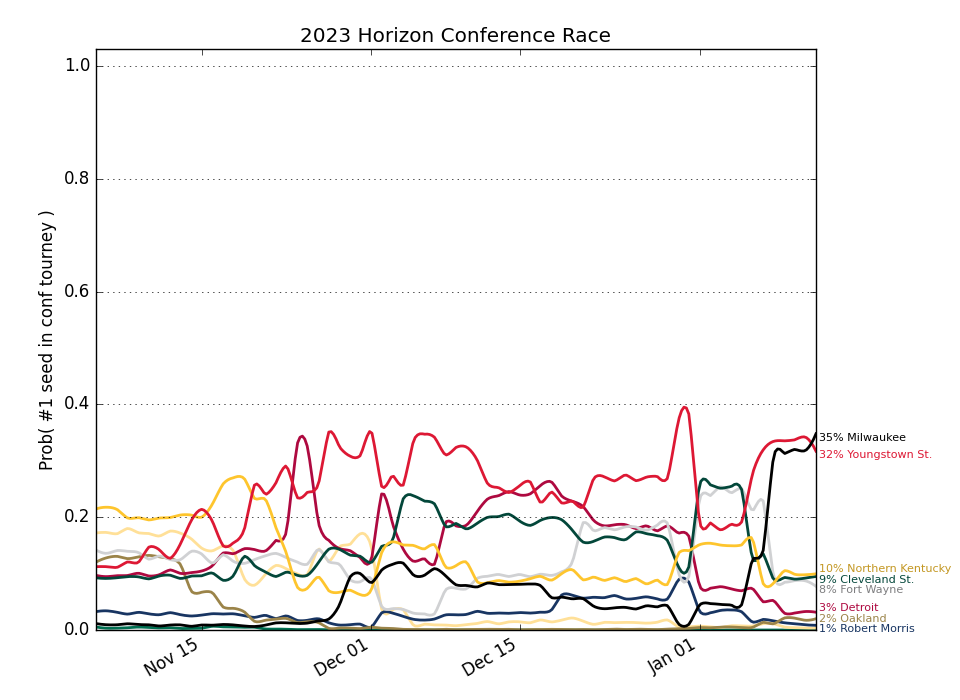 2023 Horizon Conference Race
Prob( #1 seed in conf tourney )
1.0
0.8
0.6
0.4
0.2
0.0
Nov 15
Dec 01
Dec 15
Jan 01
35% Milwaukee
32% Youngstown St.
10% Northern Kentucky
9% Cleveland St.
8% Fort Wayne
3% Detroit
2% Oakland
1% Robert Morris